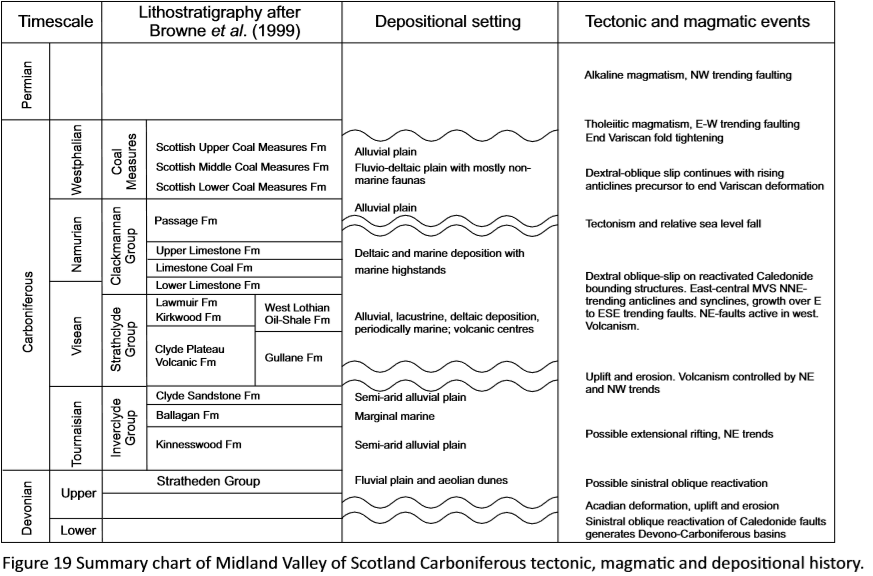 Timescale
Lithostratigraphy after
Browne et al. (1999)
Depositional setting
Tectonic and magmatic events
Permian
Alkaline magmatism, NW trending faulting
Carboniferous
Westphalian
Coal
Measures
Scottish Upper Coal Measures Fm
Scottish Middle Coal Measures Fm
Scottish Lower Coal Measures Fm
Alluvial plain
Fluvio-deltaic plain with mostly non-
marine faunas
Alluvial plain
Tholeiitic magmatism, E-W trending faulting
End Variscan fold tightening
Dextral-oblique slip continues with rising
anticlines precursor to end Variscan deformation
Namurian
Clackmannan
Group
Passage Fm
Upper Limestone Fm
Limestone Coal Fm
Lower Limestone Fm
Deltaic and marine deposition with
marine highstands
Tectonism and relative sea level fall
Visean
Strathclyde
Group
Lawmuir Fm
Kirkwood Fm
West Lothian
Oil-Shale Fm
Clyde Plateau
Volcanic Fm
Gullane Fm
Alluvial, lacustrine, deltaic deposition,
periodically marine; volcanic centres
Dextral oblique-slip on reactivated Caledonide
bounding structures. East-central MVS NNE-
trending anticlines and synclines, growth over E
to ESE trending faults. NE-faults active in west.
Volcanism.
Uplift and erosion. Volcanism controlled by NE
and NW trends
Tournaisian
Inverclyde
Group
Clyde Sandstone Fm
Ballagan Fm
Kinnesswood Fm
Semi-arid alluvial plain
Marginal marine
Semi-arid alluvial plain
Possible extensional rifting, NE trends
Devonian
Upper
Lower
Stratheden Group
Fluvial plain and aeolian dunes
Possible sinistral oblique reactivation
Acadian deformation, uplift and erosion
Sinistral oblique reactivation of Caledonide faults
generates Devono-Carboniferous basins
Figure 19 Summary chart of Midland Valley of Scotland Carboniferous tectonic, magmatic and depositional history.